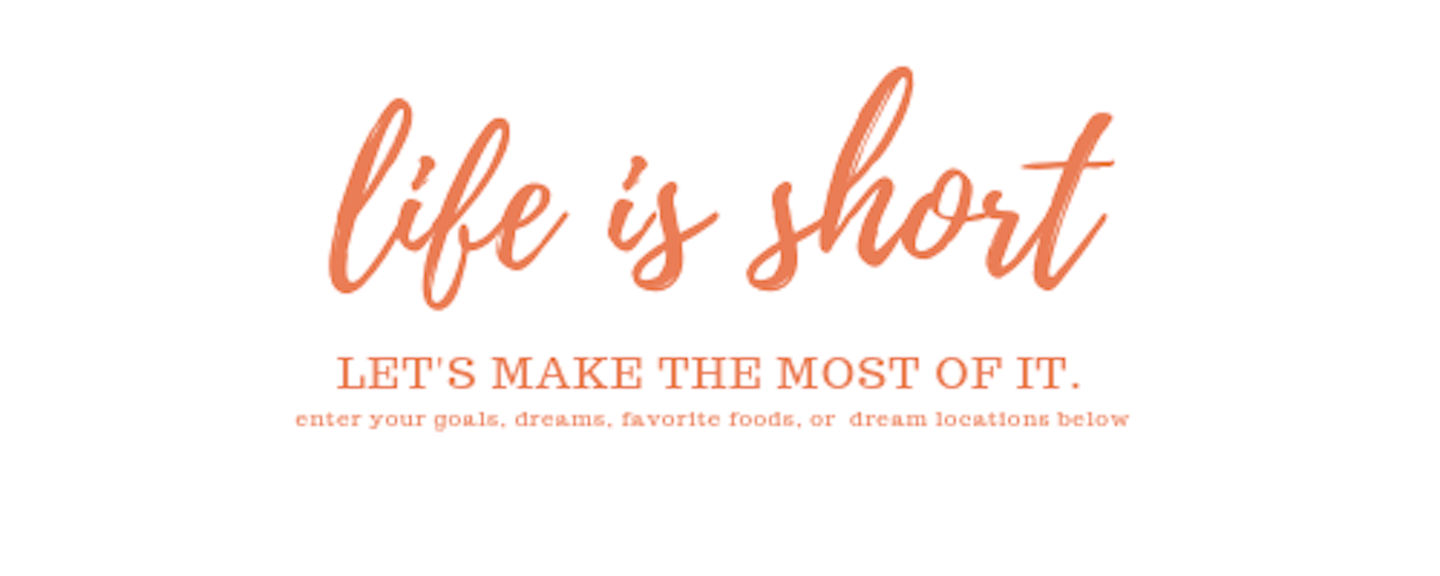 life is short
LET'S MAKE THE MOST OF IT.
enter your goals, dreams, favorite foods, or dream locations below